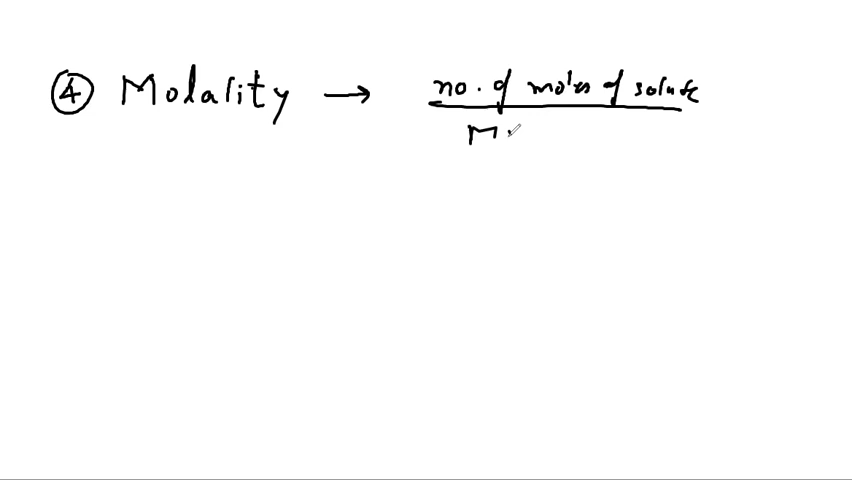 ④ Molality → no. of moles of solute
M